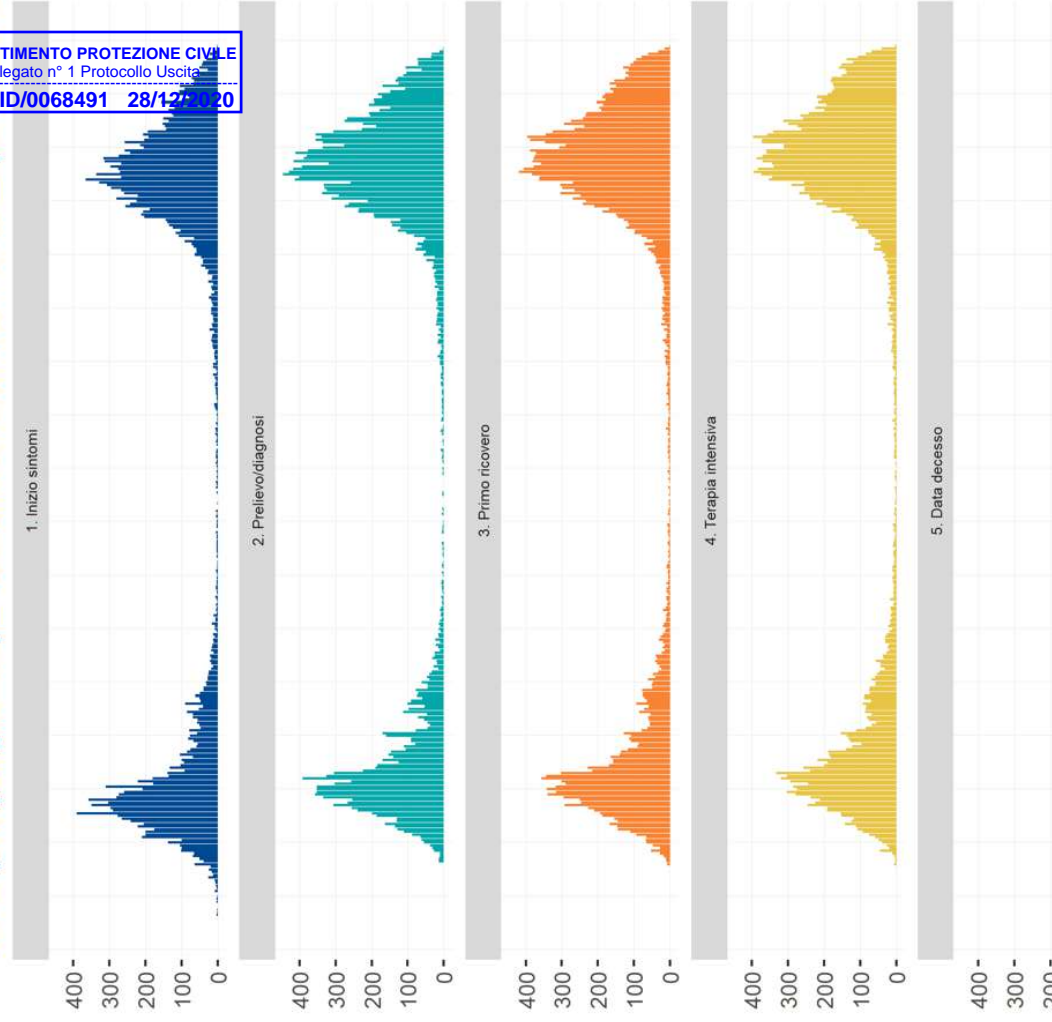 TIMENTO PROTEZIONE CIVILE
legato n° 1 Protocollo Uscita
ID/0068491 28/12/2020
1. Inizio sintomi
400
300
200
100
0
2. Prelievo/diagnosi
400
300
200
100
0
3. Primo ricovero
400
300
200
100
0
4. Terapia intensiva
400
300
200
100
0
5. Data decesso
400
300
200